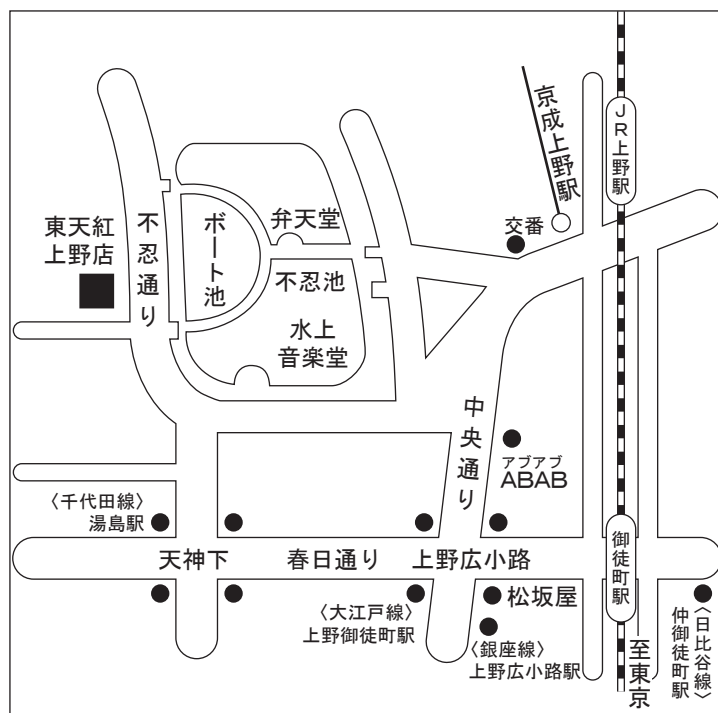 京成上野駅
JR上野駅
交番
東天紅
上野店
不忍通り
ボート池
弁天堂
不忍池
水上
音楽堂
中央通り
アブアブ
ABAB
〈千代田線〉
湯島駅
天神下
春日通り
上野広小路
御徒町駅
〈大江戸線〉
上野御徒町駅
松坂屋
〈銀座線〉
上野広小路駅
至東京
〈日比谷線〉
仲御徒町駅